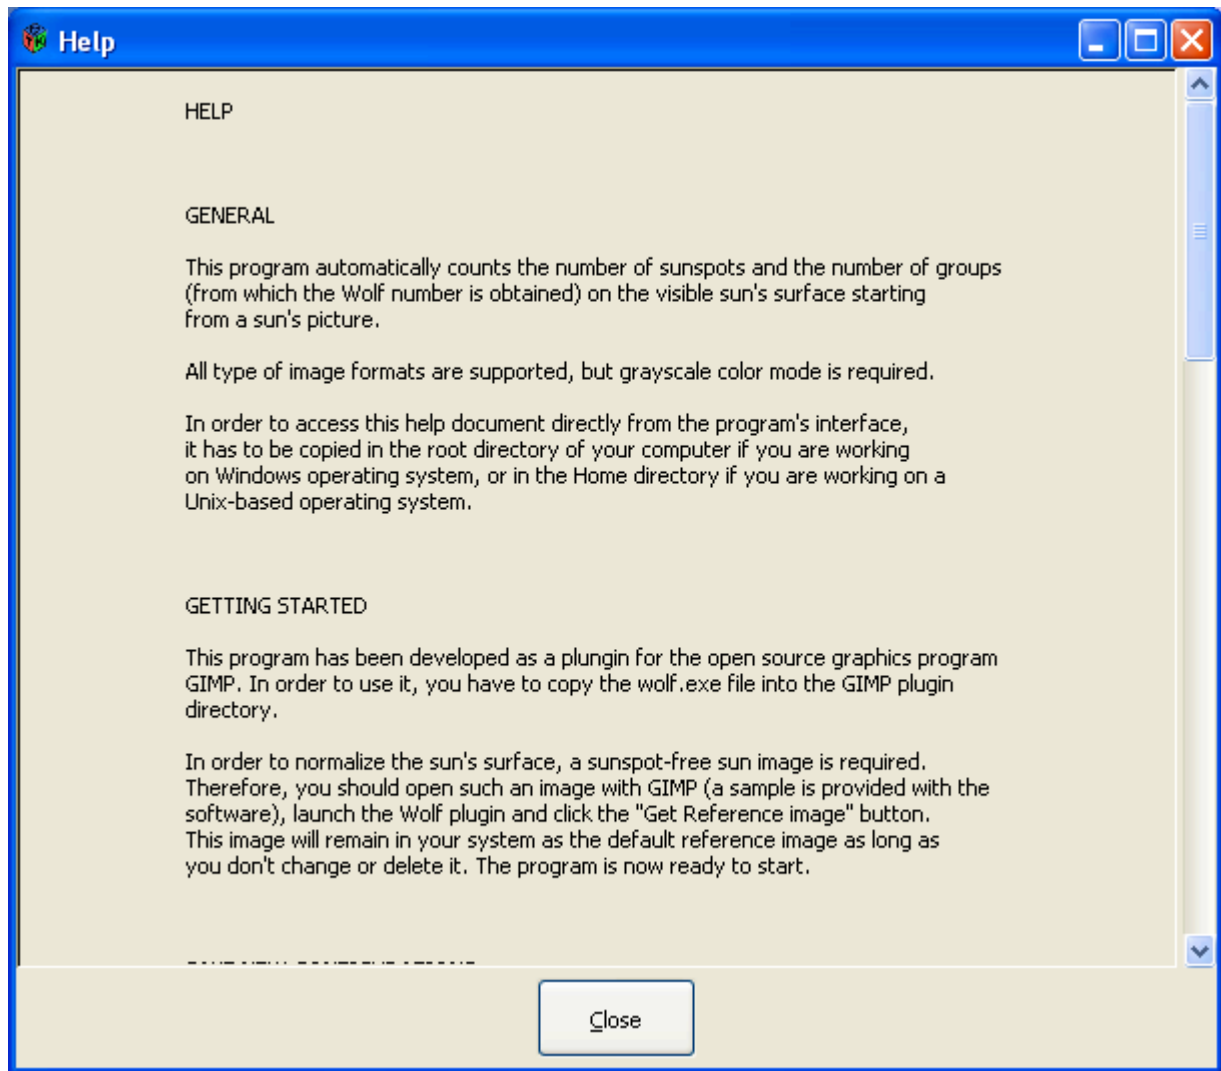 Help
HELP
GENERAL
This program automatically counts the number of sunspots and the number of groups
(from which the Wolf number is obtained) on the visible sun's surface starting
from a sun's picture.
All type of image formats are supported, but grayscale color mode is required.
In order to access this help document directly from the program's interface,
it has to be copied in the root directory of your computer if you are working
on Windows operating system, or in the Home directory if you are working on a
Unix-based operating system.
GETTING STARTED
This program has been developed as a plungin for the open source graphics program
GIMP. In order to use it, you have to copy the wolf.exe file into the GIMP plugin
directory.
In order to normalize the sun's surface, a sunspot-free sun image is required.
Therefore, you should open such an image with GIMP (a sample is provided with the
software), launch the Wolf plugin and click the "Get Reference image" button.
This image will remain in your system as the default reference image as long as
you don't change or delete it. The program is now ready to start.
Close